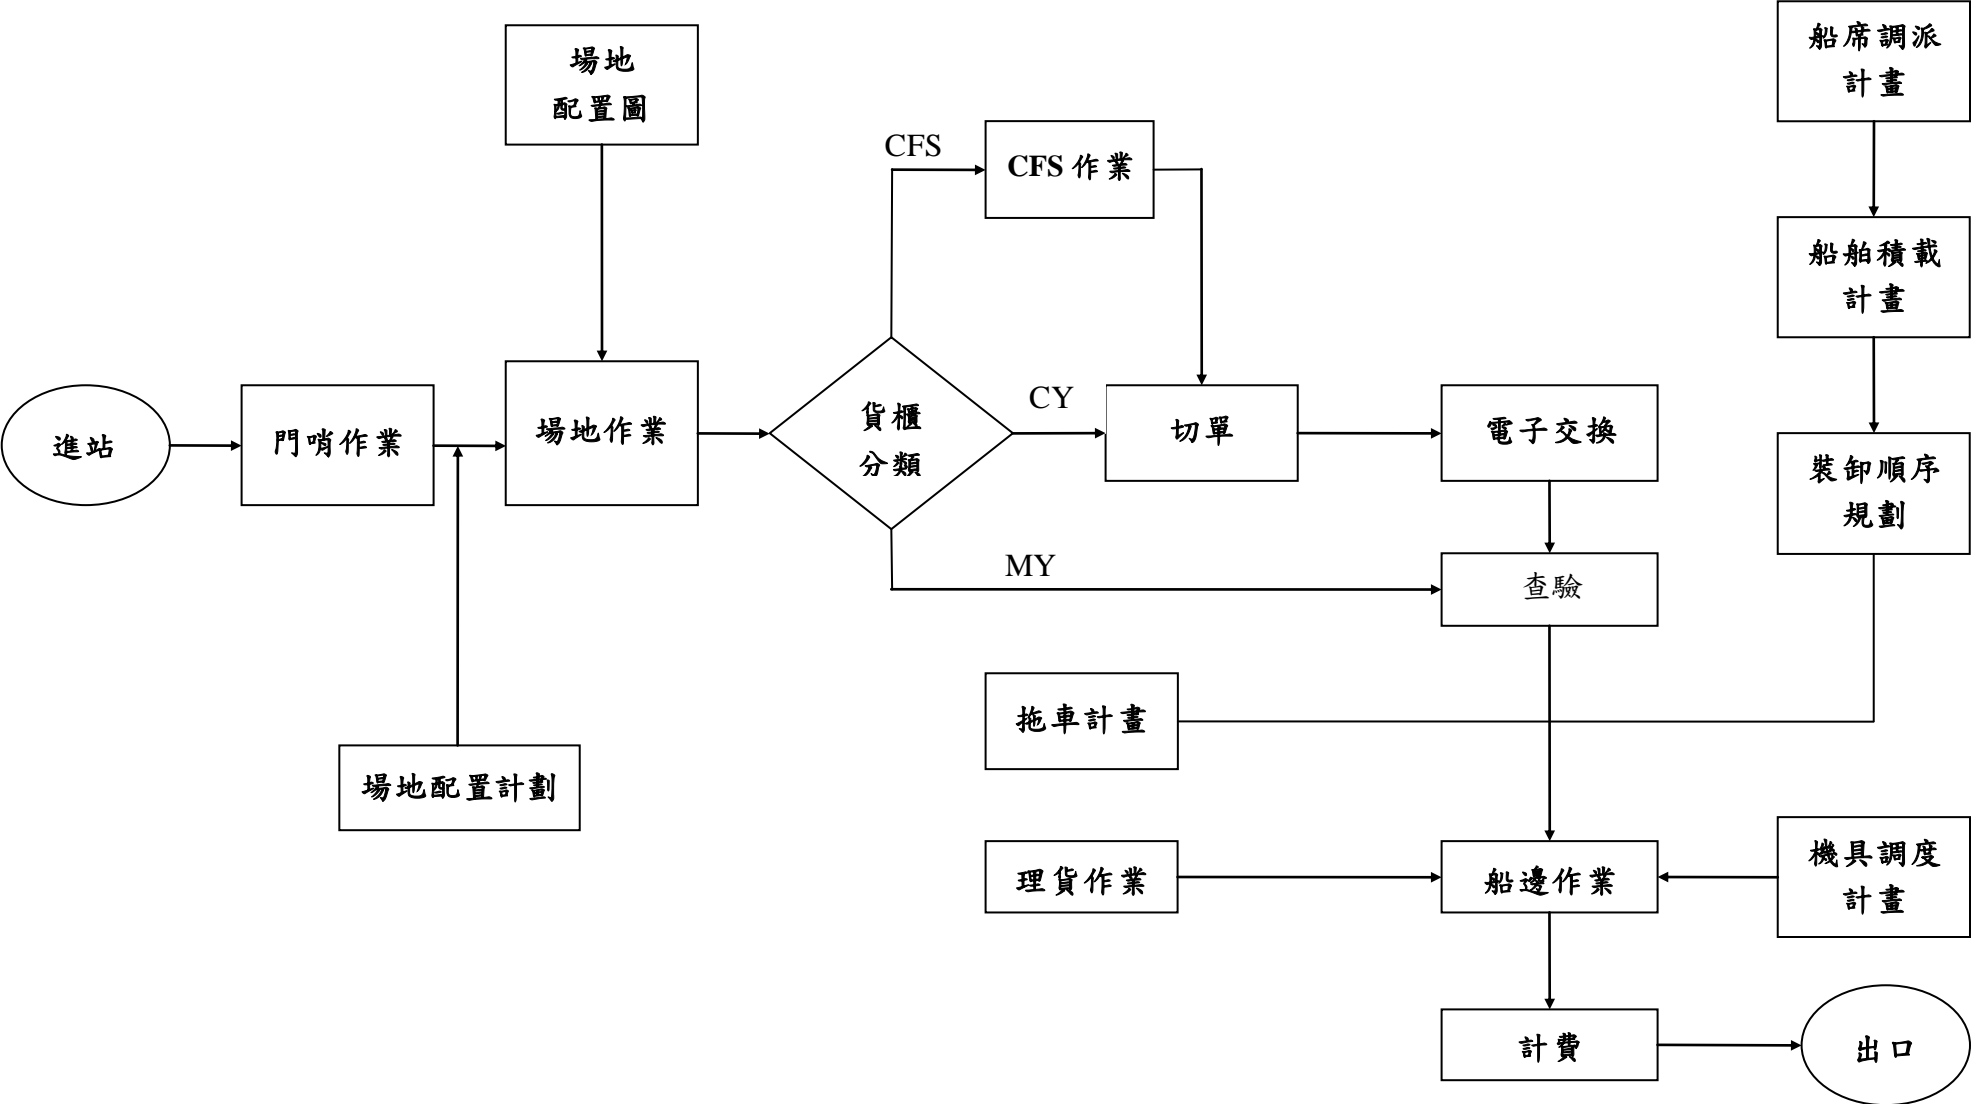 場地
配置圖
船席調派
計畫
CFS
CFS 作業
船舶積載
計畫
進站
門哨作業
場地作業
貨櫃
分類
CY
切單
電子交換
裝卸順序
規劃
MY
查驗
拖車計畫
場地配置計劃
理貨作業
船邊作業
機具調度
計畫
計費
出口